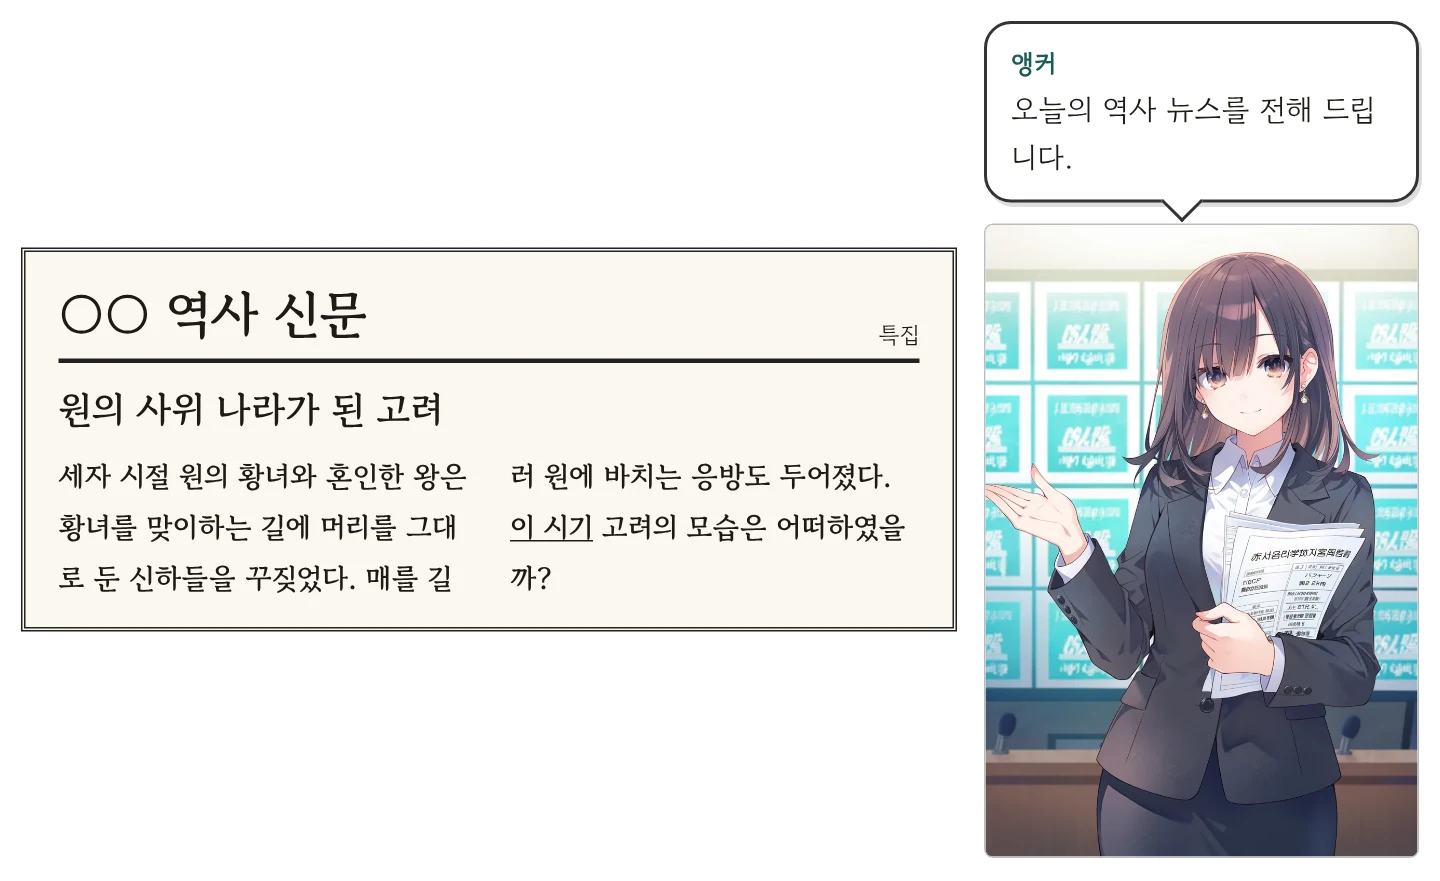 ○○ 역사 신문
특집
원의 사위 나라가 된 고려
세자 시절 원의 황녀와 혼인한 왕은
황녀를 맞이하는 길에 머리를 그대
로 둔 신하들을 꾸짖었다. 매를 길
러 원에 바치는 응방도 두어졌다.
이 시기 고려의 모습은 어떠하였을
까?
앵커
오늘의 역사 뉴스를 전해 드립
니다.